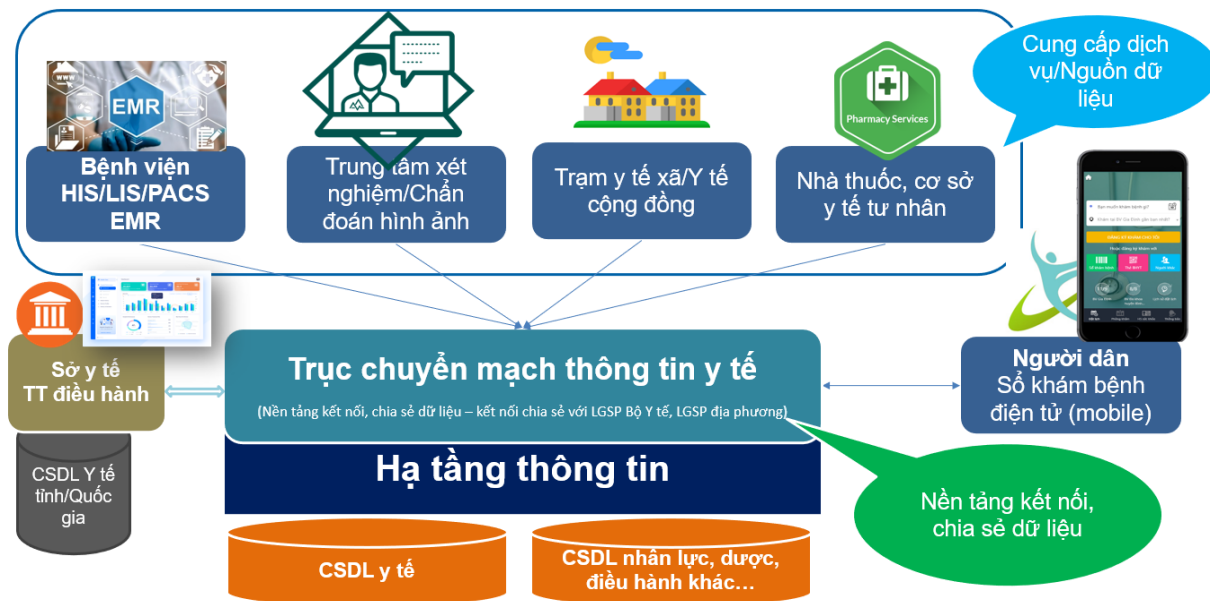 Cung cấp dịch
vụ/Nguồn dữ
liệu
WWW
EMR
Pharmacy Services
Bệnh viện
HIS/LIS/PACS
EMR
Trung tâm xét
nghiệm/Chẩn
đoán hình ảnh
Trạm y tế xã/Y tế
cộng đồng
Nhà thuốc, cơ sở
y tế tư nhân
Sở y tế
TT điều hành
Trục chuyển mạch thông tin y tế
(Nền tảng kết nối, chia sẻ dữ liệu – kết nối chia sẻ với LGSP Bộ Y tế, LGSP địa phương)
Người dân
Sổ khám bệnh
điện tử (mobile)
Hạ tầng thông tin
CSDL Y tế
tỉnh/Quốc
gia
Nền tảng kết nối,
chia sẻ dữ liệu
CSDL y tế
CSDL nhân lực, dược,
điều hành khác...